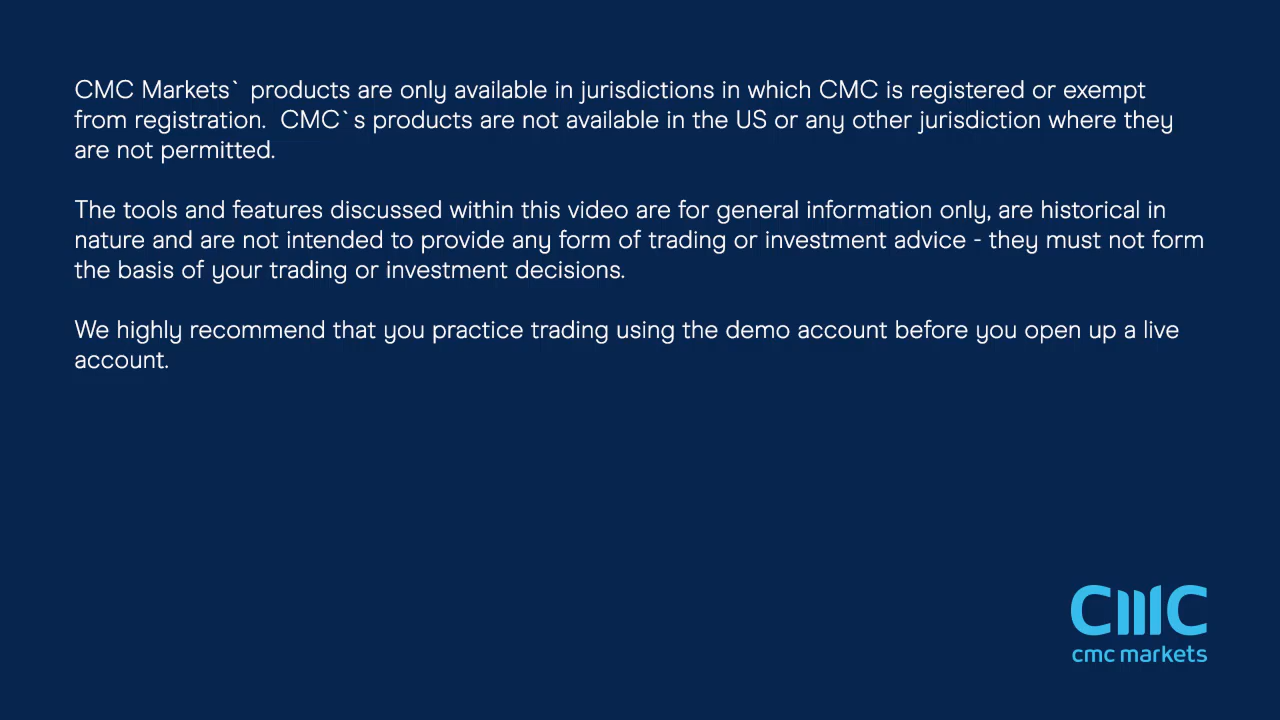 CMC Markets` products are only available in jurisdictions in which CMC is registered or exempt
from registration.  CMC`s products are not available in the US or any other jurisdiction where they
are not permitted.
The tools and features discussed within this video are for general information only, are historical in
nature and are not intended to provide any form of trading or investment advice - they must not form
the basis of your trading or investment decisions.
We highly recommend that you practice trading using the demo account before you open up a live
account.
CMC
cmc markets